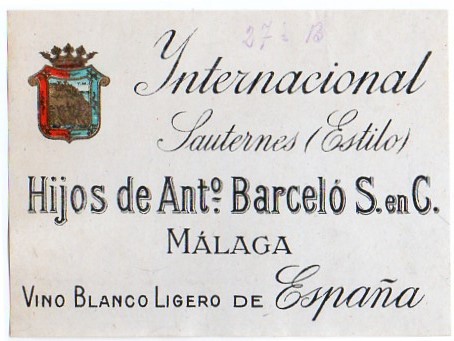 Internacional
Sauternes (Estilo)
Hijos de Antº Barceló S. en C.
MÁLAGA
VINO BLANCO LIGERO DE España